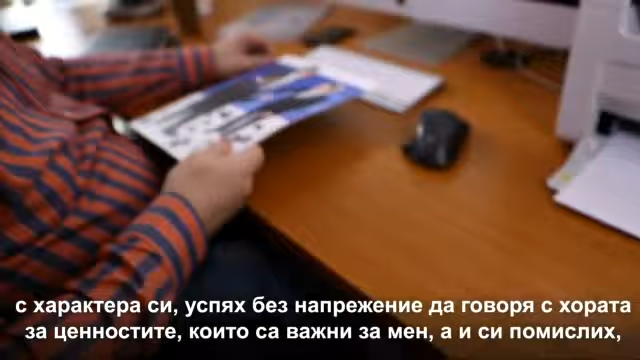 с характера си, успях без напрежение да говоря с хората
за ценностите, които са важни за мен, а и си помислих,